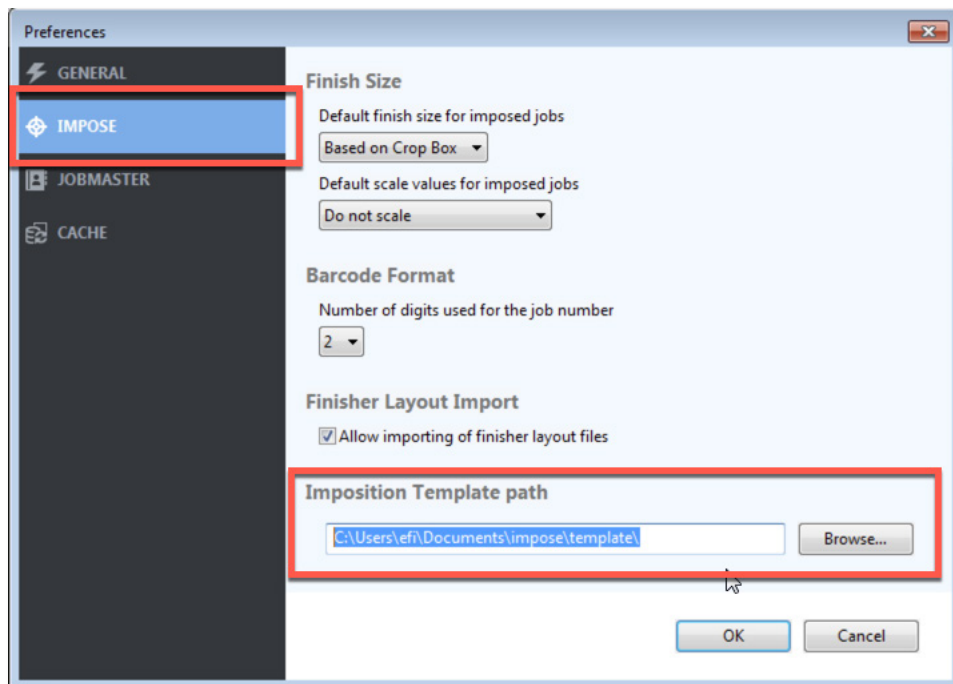 Preferences
GENERAL
IMPOSE
JOBMASTER
CACHE
Finish Size
Default finish size for imposed jobs
Based on Crop Box
Default scale values for imposed jobs
Do not scale
Barcode Format
Number of digits used for the job number
2
Finisher Layout Import
Allow importing of finisher layout files
Imposition Template path
C:\Users\efi\Documents\impose\template\
Browse...
OK
Cancel